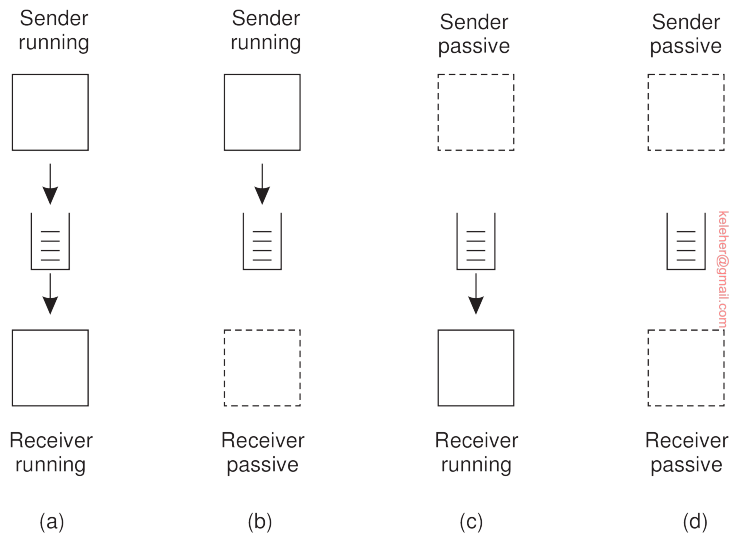 Sender
running
Sender
running
Sender
passive
Sender
passive
keleher@gmail.com
Receiver
running
Receiver
passive
Receiver
running
Receiver
passive
(a)
(b)
(c)
(d)